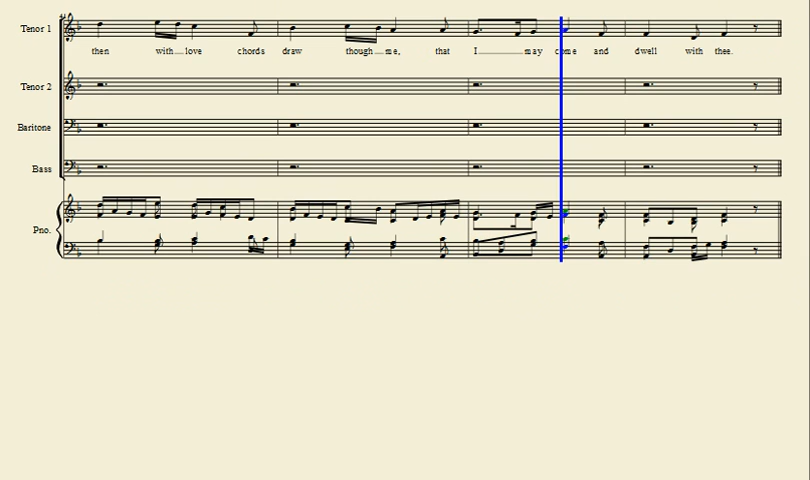 Tenor 1
then with love chords draw though me, that I may come and dwell with thee.
Tenor 2
Baritone
Bass
Pno.